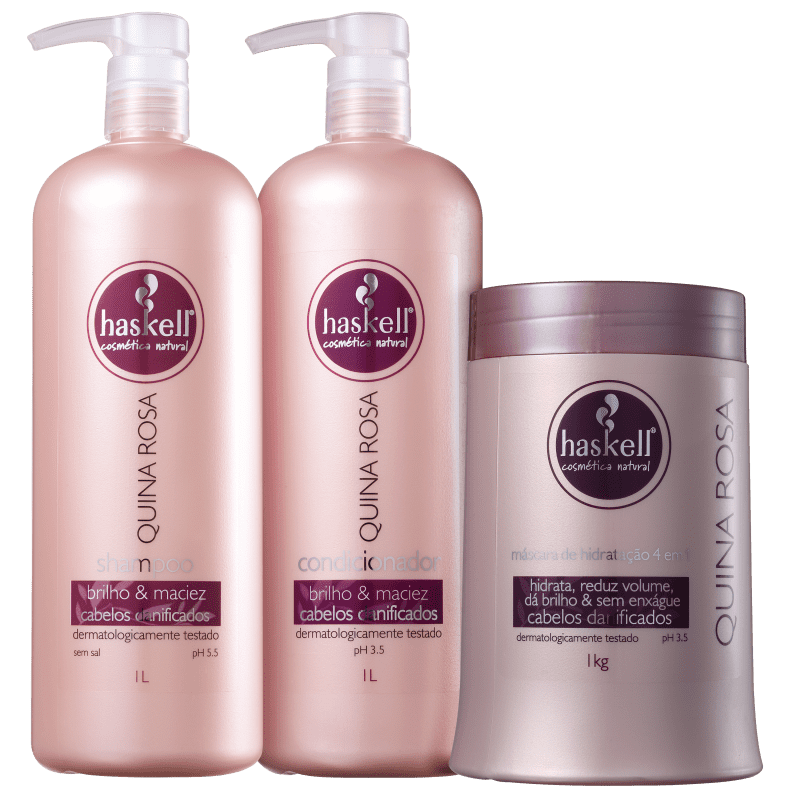 haskell®
cosmética natural
QUINA ROSA
shampoo
brilho & maciez
cabelos danificados
dermatologicamente testado
sem sal pH 5.5
1L
haskell®
cosmética natural
QUINA ROSA
condicionador
brilho & maciez
cabelos danificados
dermatologicamente testado
pH 3.5
1L
haskell®
cosmética natural
QUINA ROSA
máscara de hidratação 4 em 1
hidrata, reduz volume,
dá brilho & sem enxágue
cabelos danificados
dermatologicamente testado pH 3.5
1kg